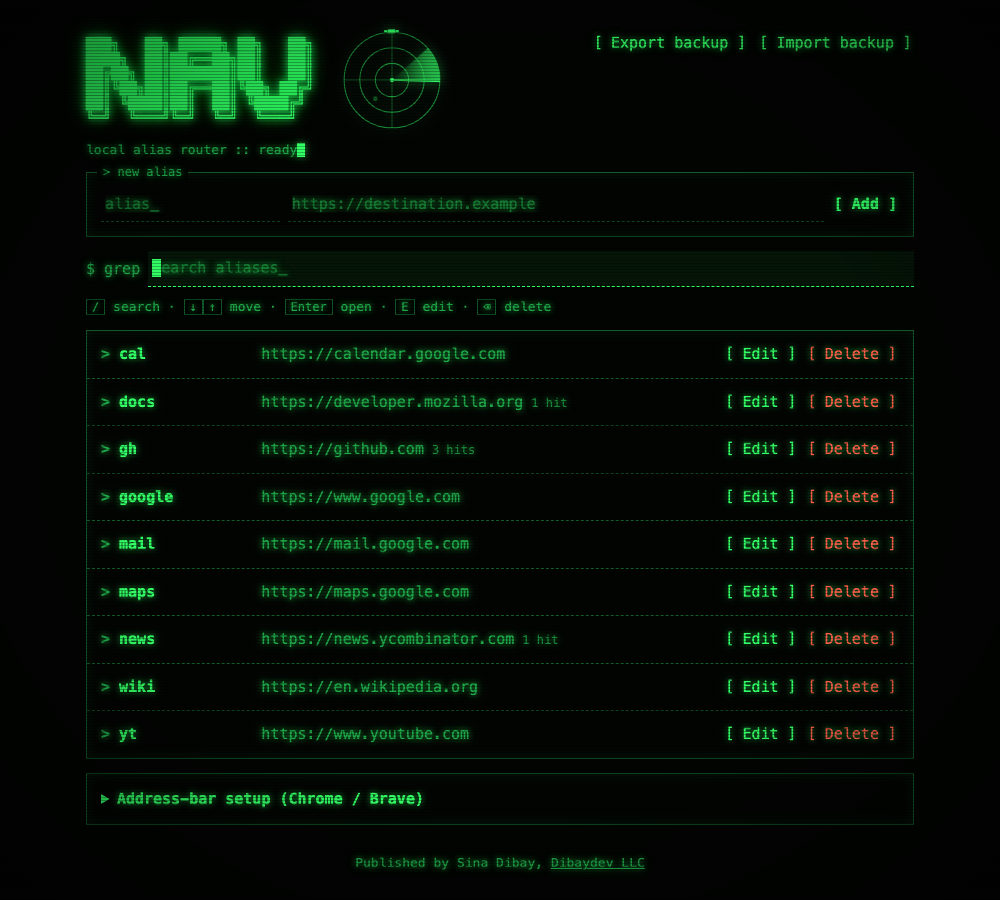 NAV
[ Export backup ] [ Import backup ]
local alias router :: ready
> new alias
alias_ https://destination.example [ Add ]
$ grep search aliases_
/ search · ↓ ↑ move · Enter open · E edit · ⌫ delete
> cal https://calendar.google.com [ Edit ] [ Delete ]
> docs https://developer.mozilla.org 1 hit [ Edit ] [ Delete ]
> gh https://github.com 3 hits [ Edit ] [ Delete ]
> google https://www.google.com [ Edit ] [ Delete ]
> mail https://mail.google.com [ Edit ] [ Delete ]
> maps https://maps.google.com [ Edit ] [ Delete ]
> news https://news.ycombinator.com 1 hit [ Edit ] [ Delete ]
> wiki https://en.wikipedia.org [ Edit ] [ Delete ]
> yt https://www.youtube.com [ Edit ] [ Delete ]
▶ Address-bar setup (Chrome / Brave)
Published by Sina Dibay, Dibaydev LLC